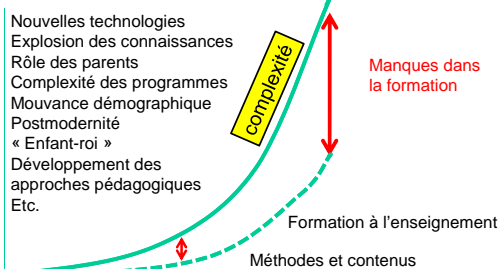 Nouvelles technologies
Explosion des connaissances
Rôle des parents
Complexité des programmes
Mouvance démographique
Postmodernité
« Enfant-roi »
Développement des
approches pédagogiques
Etc.
complexité
Manques dans
la formation
Formation à l'enseignement
Méthodes et contenus